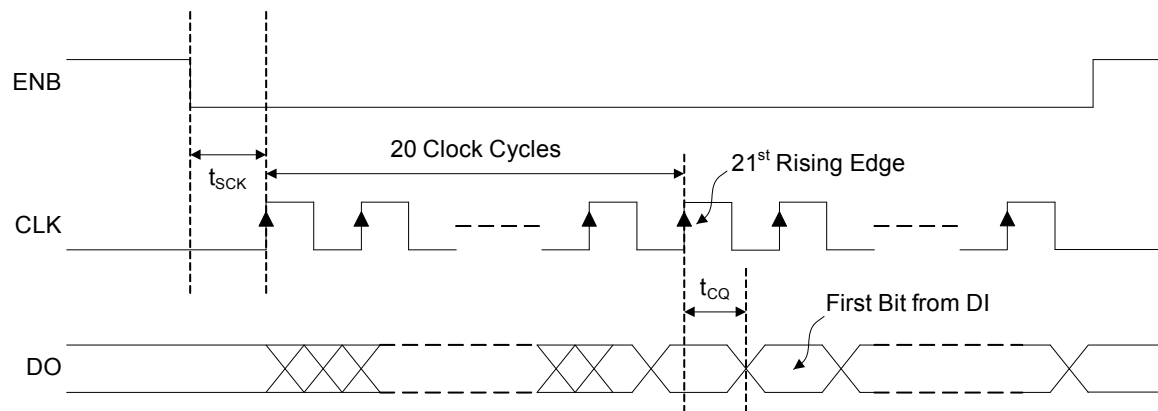 ENB
20 Clock Cycles
tSCK
21st Rising Edge
CLK
tCQ
First Bit from DI
DO